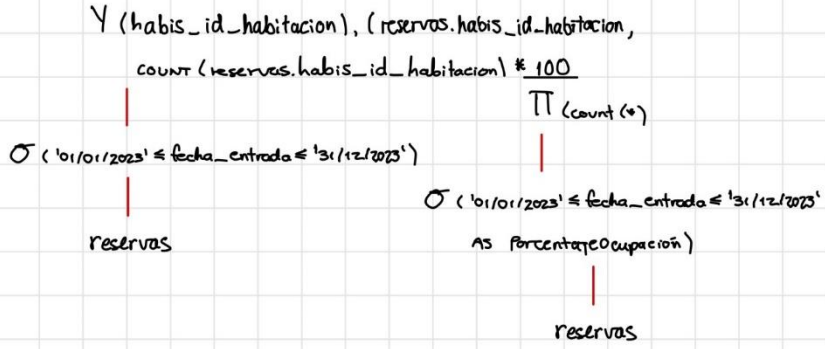 γ (habis_id_habitacion), (reservas.habis_id_habitacion,
COUNT (reservas.habis_id_habitacion) * 100
π (count(*)
σ ('01/01/2023' ≤ fecha_entrada ≤ '31/12/2023')
σ ('01/01/2023' ≤ fecha_entrada ≤ '31/12/2023'
reservas
AS PorcentajeOcupación)
reservas